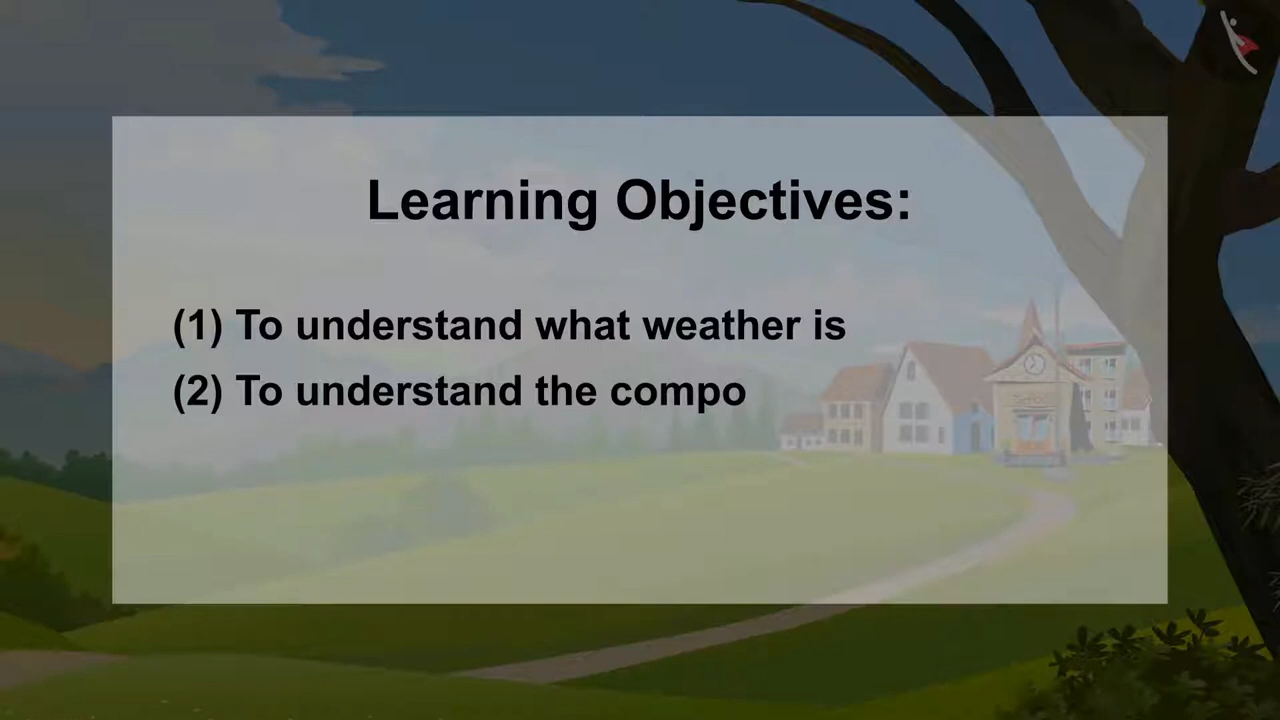 Learning Objectives:
(1) To understand what weather is
(2) To understand the compo